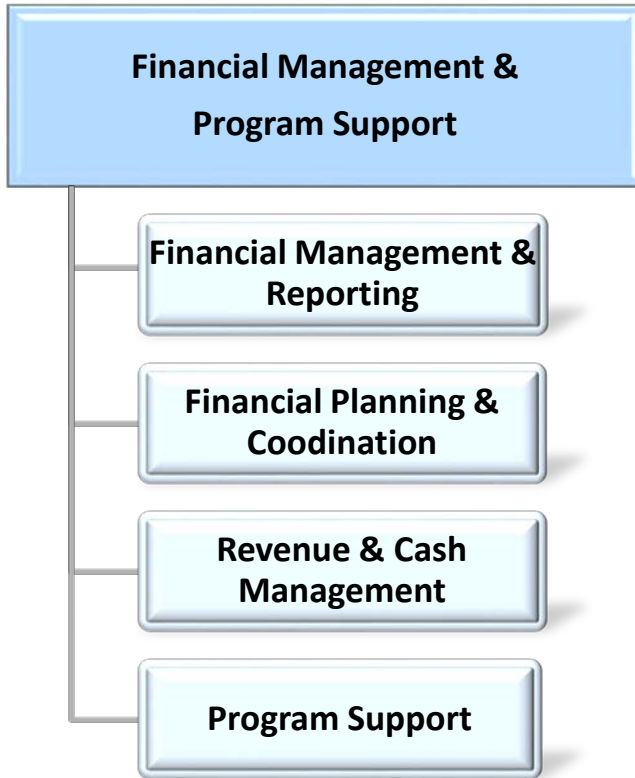 Financial Management &
Program Support
Financial Management &
Reporting
Financial Planning &
Coodination
Revenue & Cash
Management
Program Support